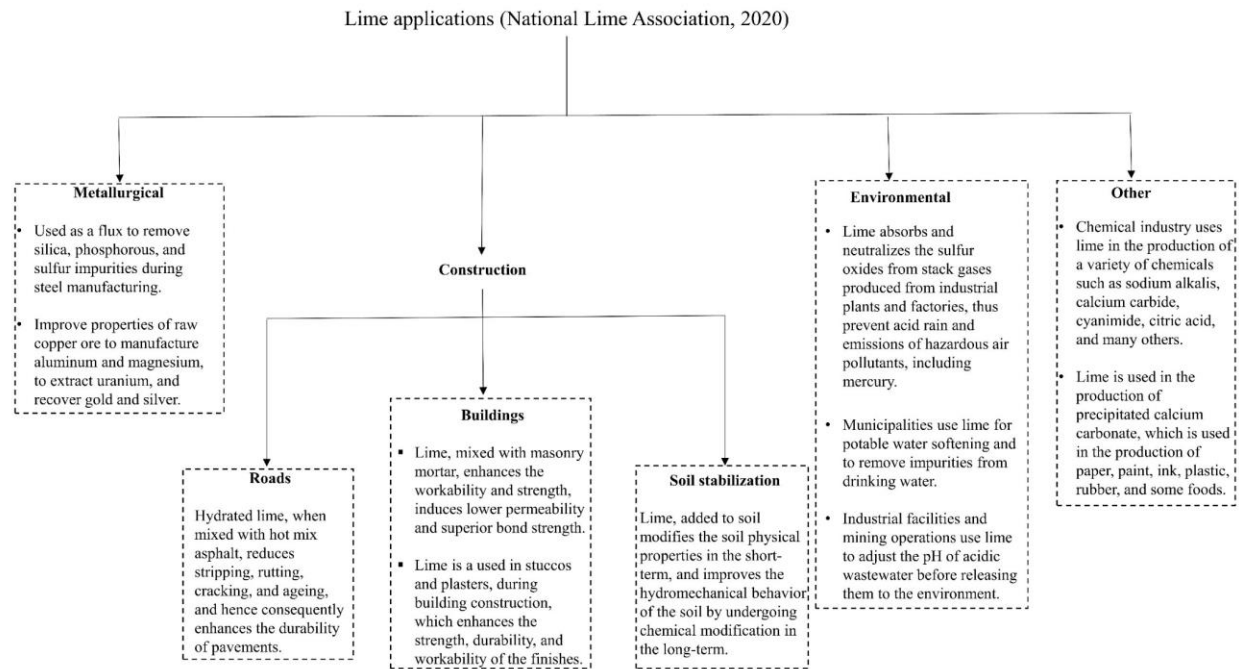 Lime applications (National Lime Association, 2020)
Metallurgical
• Used as a flux to remove
silica, phosphorous, and
sulfur impurities during
steel manufacturing.
• Improve properties of raw
copper ore to manufacture
aluminum and magnesium,
to extract uranium, and
recover gold and silver.
Construction
Roads
Hydrated lime, when
mixed with hot mix
asphalt, reduces
stripping, rutting,
cracking, and ageing,
and hence consequently
enhances the durability
of pavements.
Buildings
▪ Lime, mixed with masonry
mortar, enhances the
workability and strength,
induces lower permeability
and superior bond strength.
▪ Lime is a used in stuccos
and plasters, during
building construction,
which enhances the
strength, durability, and
workability of the finishes.
Soil stabilization
Lime, added to soil
modifies the soil physical
properties in the short-
term, and improves the
hydromechanical behavior
of the soil by undergoing
chemical modification in
the long-term.
Environmental
• Lime absorbs and
neutralizes the sulfur
oxides from stack gases
produced from industrial
plants and factories, thus
prevent acid rain and
emissions of hazardous air
pollutants, including
mercury.
• Municipalities use lime for
potable water softening and
to remove impurities from
drinking water.
• Industrial facilities and
mining operations use lime
to adjust the pH of acidic
wastewater before releasing
them to the environment.
Other
• Chemical industry uses
lime in the production of
a variety of chemicals
such as sodium alkalis,
calcium carbide,
cyanimide, citric acid,
and many others.
• Lime is used in the
production of
precipitated calcium
carbonate, which is used
in the production of
paper, paint, ink, plastic,
rubber, and some foods.